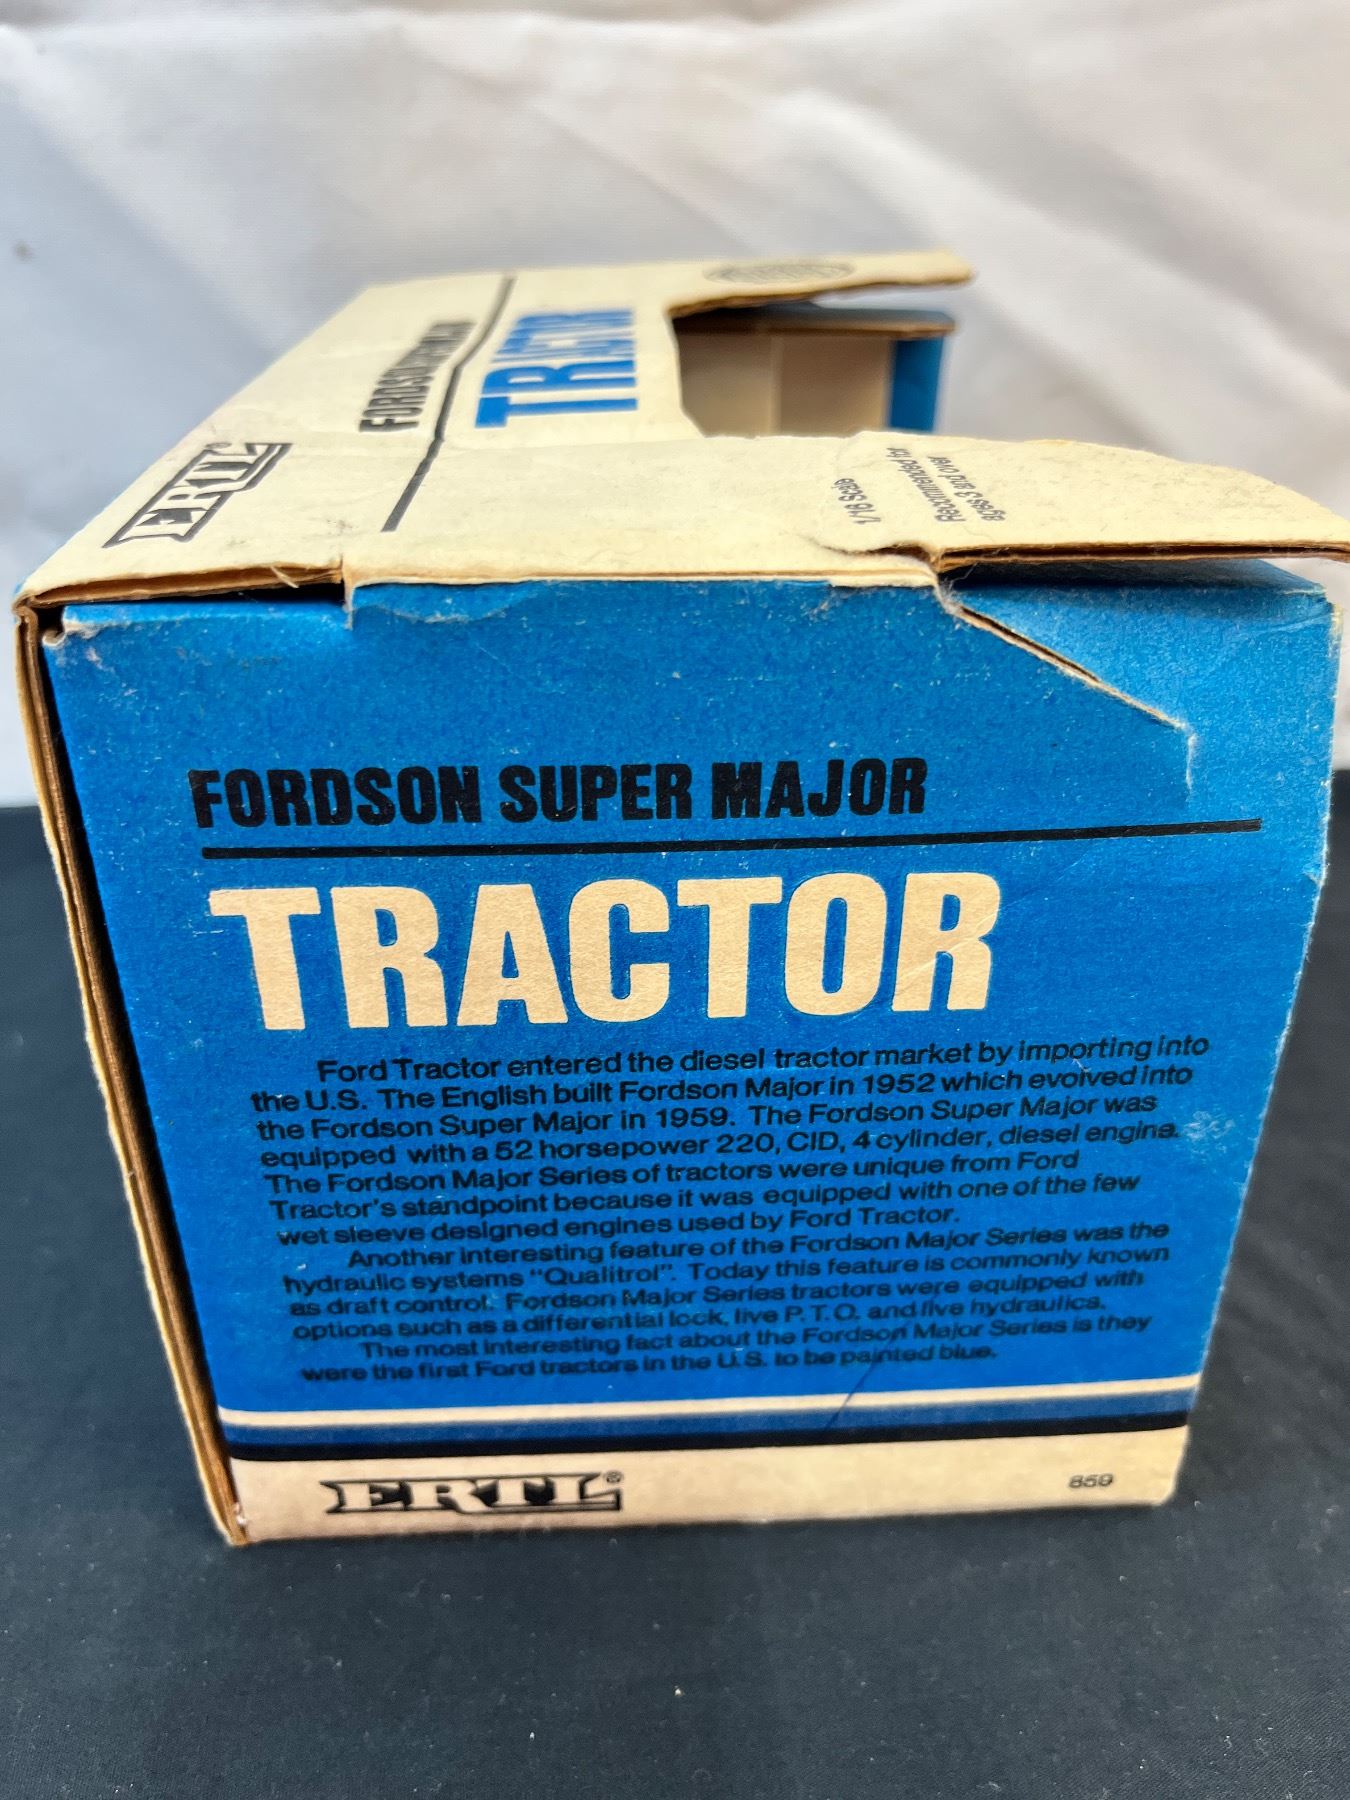 ERTL®
FORDSON SUPER MAJOR
TRACTOR
1/16 Scale
Recommended for
ages 3 and over
FORDSON SUPER MAJOR
TRACTOR
Ford Tractor entered the diesel tractor market by importing into
the U.S. The English built Fordson Major in 1952 which evolved into
the Fordson Super Major in 1959. The Fordson Super Major was
equipped with a 52 horsepower 220, CID, 4 cylinder, diesel engine.
The Fordson Major Series of tractors were unique from Ford
Tractor's standpoint because it was equipped with one of the few
wet sleeve designed engines used by Ford Tractor.
Another interesting feature of the Fordson Major Series was the
hydraulic systems "Qualitrol". Today this feature is commonly known
as draft control. Fordson Major Series tractors were equipped with
options such as a differential lock, live P.T.O. and live hydraulics.
The most interesting fact about the Fordson Major Series is they
were the first Ford tractors in the U.S. to be painted blue.
ERTL®
859